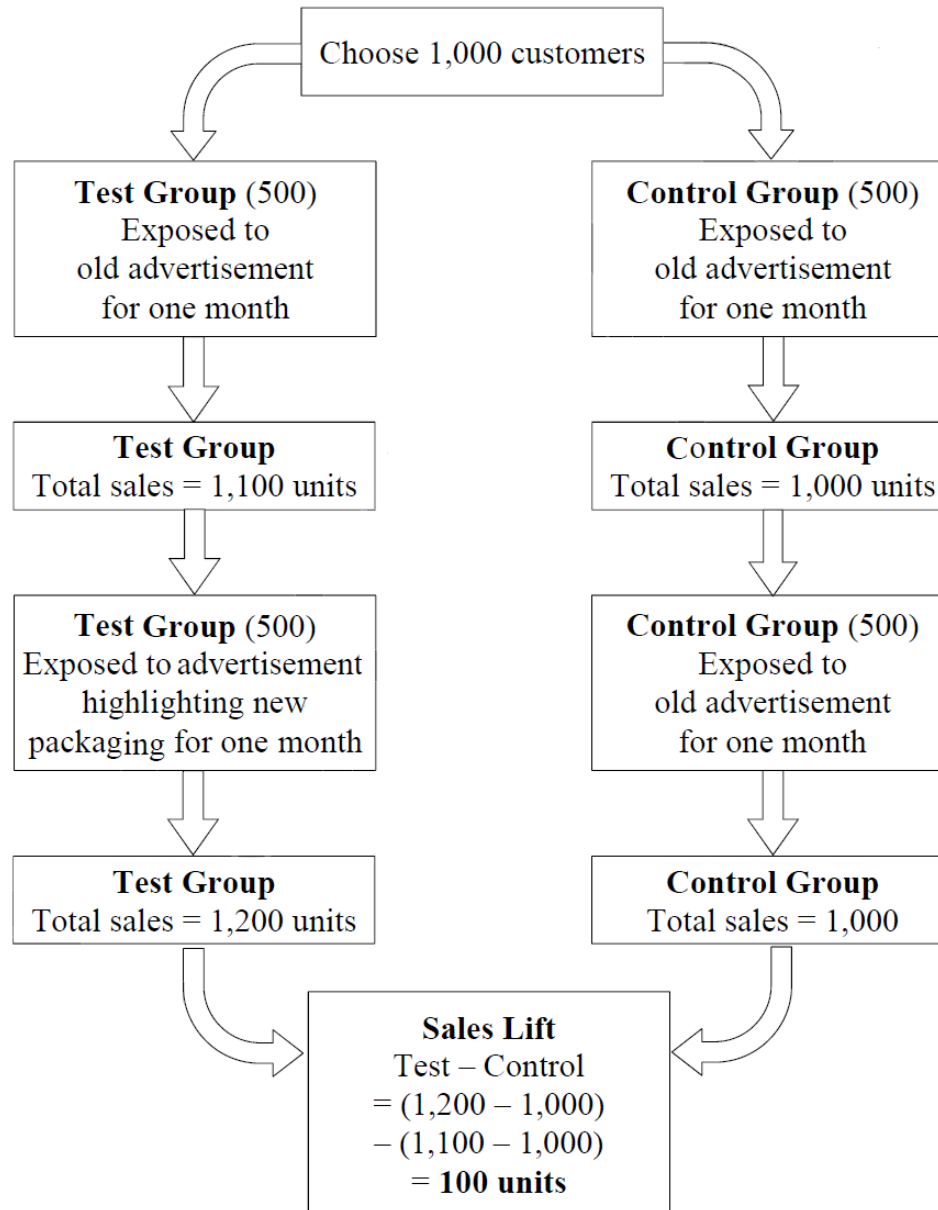 Choose 1,000 customers
Test Group (500)
Exposed to
old advertisement
for one month
Control Group (500)
Exposed to
old advertisement
for one month
Test Group
Total sales = 1,100 units
Control Group
Total sales = 1,000 units
Test Group (500)
Exposed to advertisement
highlighting new
packaging for one month
Control Group (500)
Exposed to
old advertisement
for one month
Test Group
Total sales = 1,200 units
Control Group
Total sales = 1,000
Sales Lift
Test – Control
= (1,200 – 1,000)
– (1,100 – 1,000)
= 100 units